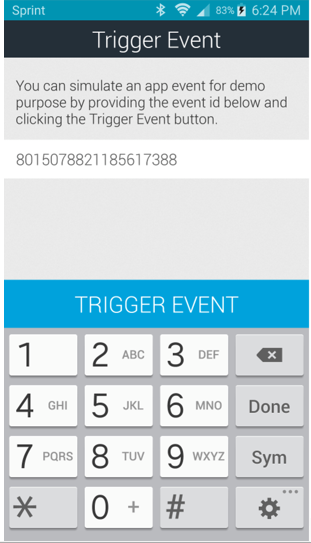 Sprint 83% 6:24 PM
Trigger Event
You can simulate an app event for demo
purpose by providing the event id below and
clicking the Trigger Event button.
8015078821185617388
TRIGGER EVENT
1 2 ABC 3 DEF
4 GHI 5 JKL 6 MNO Done
7 PQRS 8 TUV 9 WXYZ Sym
* 0 + #